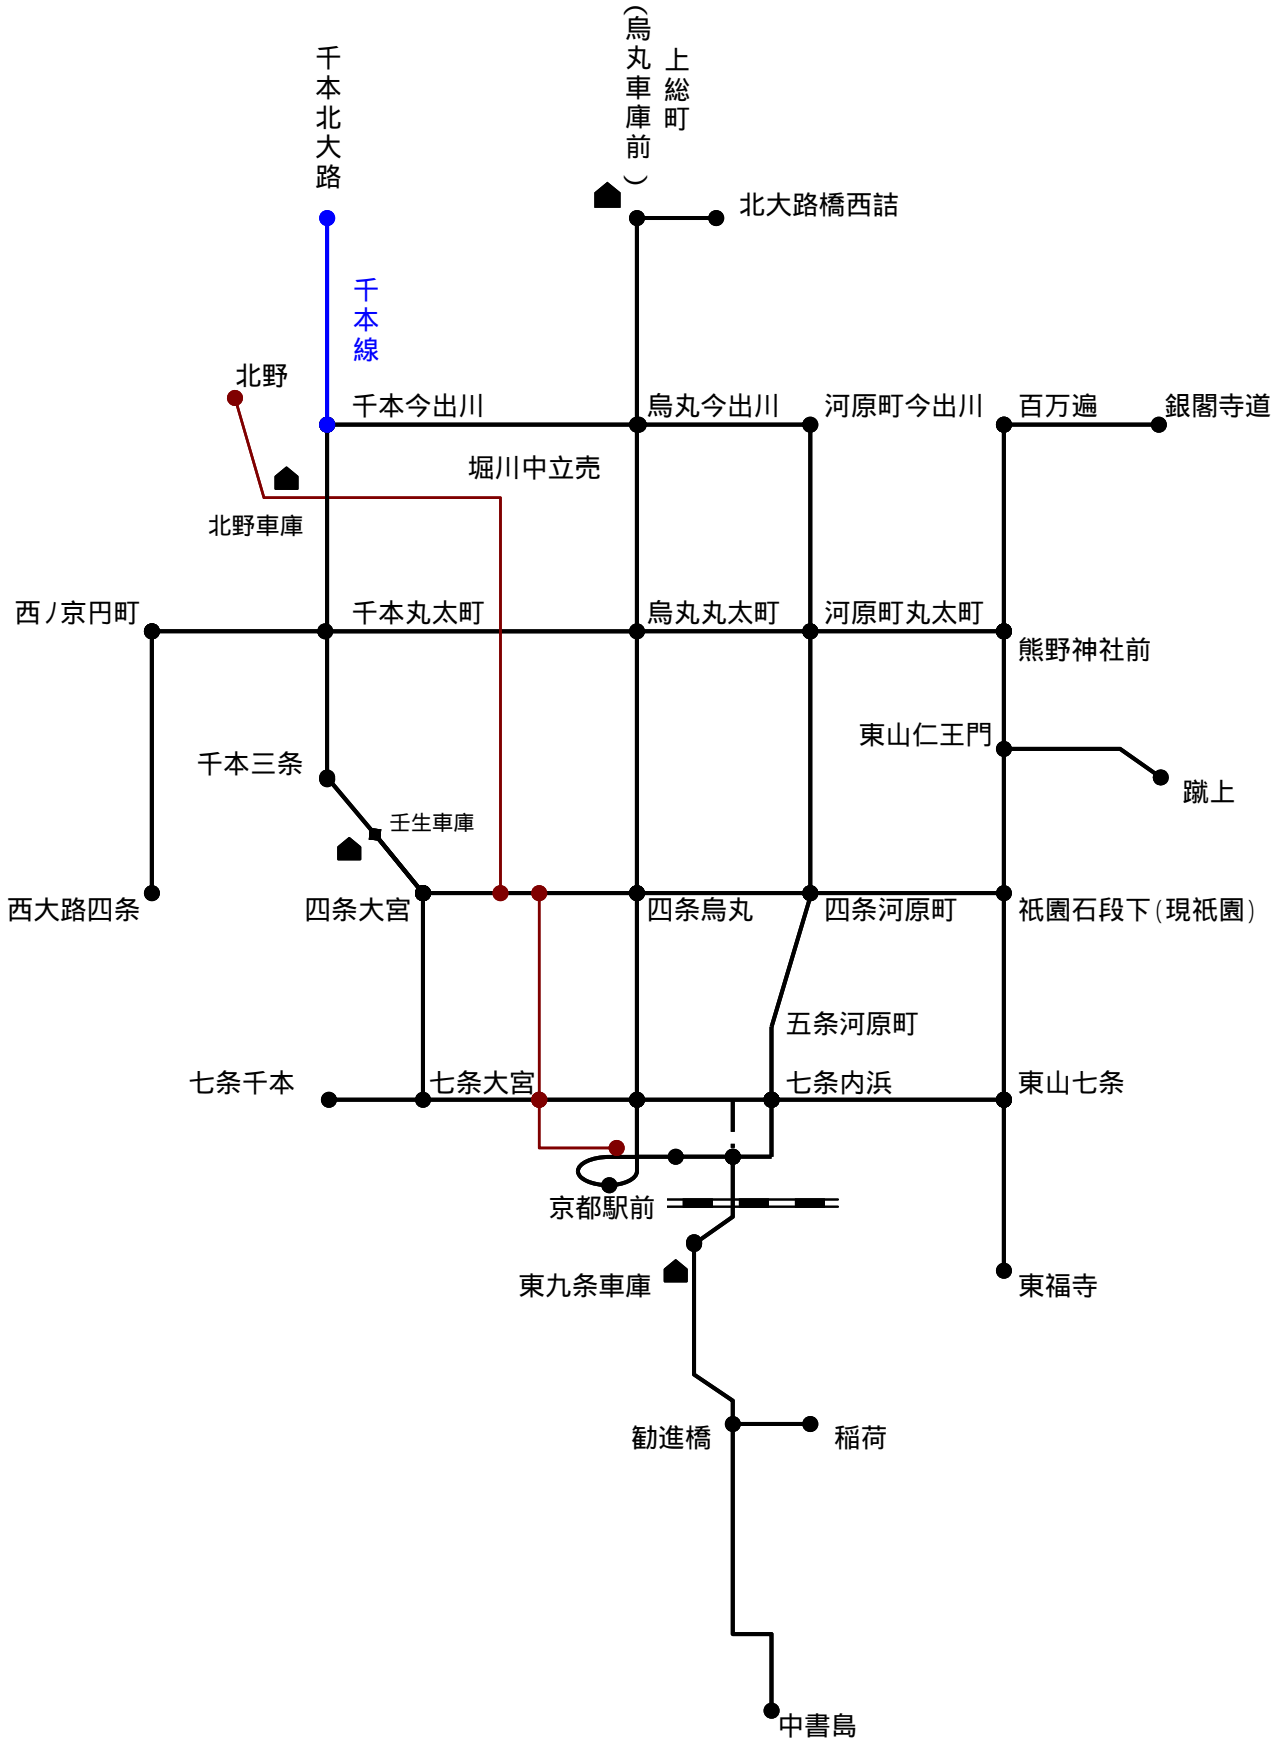 千本北大路
(烏丸車庫前)
上総町
北大路橋西詰
千本線
北野
千本今出川
烏丸今出川
河原町今出川
百万遍
銀閣寺道
堀川中立売
北野車庫
西ノ京円町
千本丸太町
烏丸丸太町
河原町丸太町
熊野神社前
東山仁王門
千本三条
蹴上
壬生車庫
西大路四条
四条大宮
四条烏丸
四条河原町
祇園石段下(現祇園)
五条河原町
七条千本
七条大宮
七条内浜
東山七条
京都駅前
東九条車庫
東福寺
勧進橋
稲荷
中書島